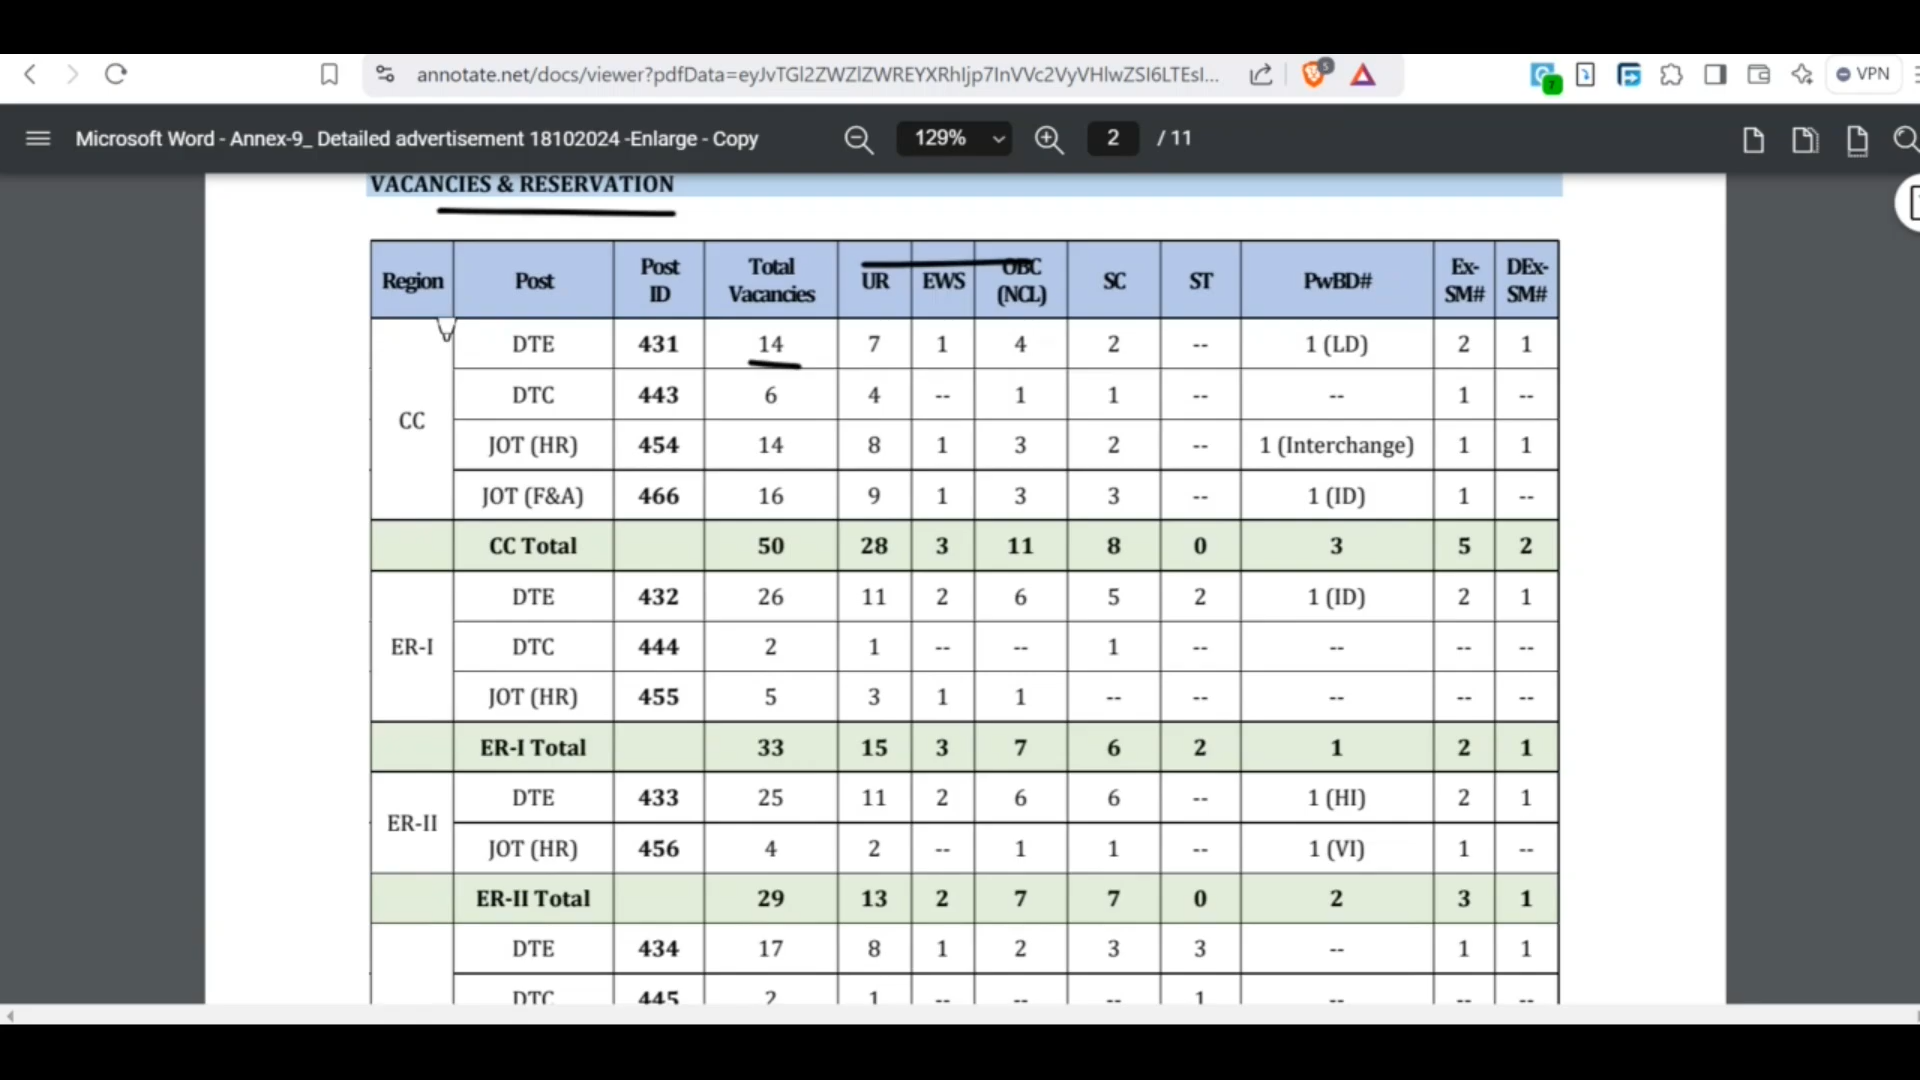 annotate.net/docs/viewer?pdfData=eyJvTGl2ZWZlZWREYXRhIjp7InVVc2VyVHlwZSI6LTEsI...
5
7
VPN
Microsoft Word - Annex-9_ Detailed advertisement 18102024 -Enlarge - Copy
129%
2 / 11
VACANCIES & RESERVATION
Region Post Post ID Total Vacancies UR EWS OBC (NCL) SC ST PwBD# Ex-SM# DEx-SM#
CC
DTE 431 14 7 1 4 2 -- 1 (LD) 2 1
DTC 443 6 4 -- 1 1 -- -- 1 --
JOT (HR) 454 14 8 1 3 2 -- 1 (Interchange) 1 1
JOT (F&A) 466 16 9 1 3 3 -- 1 (ID) 1 --
CC Total 50 28 3 11 8 0 3 5 2
ER-I
DTE 432 26 11 2 6 5 2 1 (ID) 2 1
DTC 444 2 1 -- -- 1 -- -- -- --
JOT (HR) 455 5 3 1 1 -- -- -- -- --
ER-I Total 33 15 3 7 6 2 1 2 1
ER-II
DTE 433 25 11 2 6 6 -- 1 (HI) 2 1
JOT (HR) 456 4 2 -- 1 1 -- 1 (VI) 1 --
ER-II Total 29 13 2 7 7 0 2 3 1
DTE 434 17 8 1 2 3 3 -- 1 1
DTC 445 2 1 -- -- -- 1 -- -- --